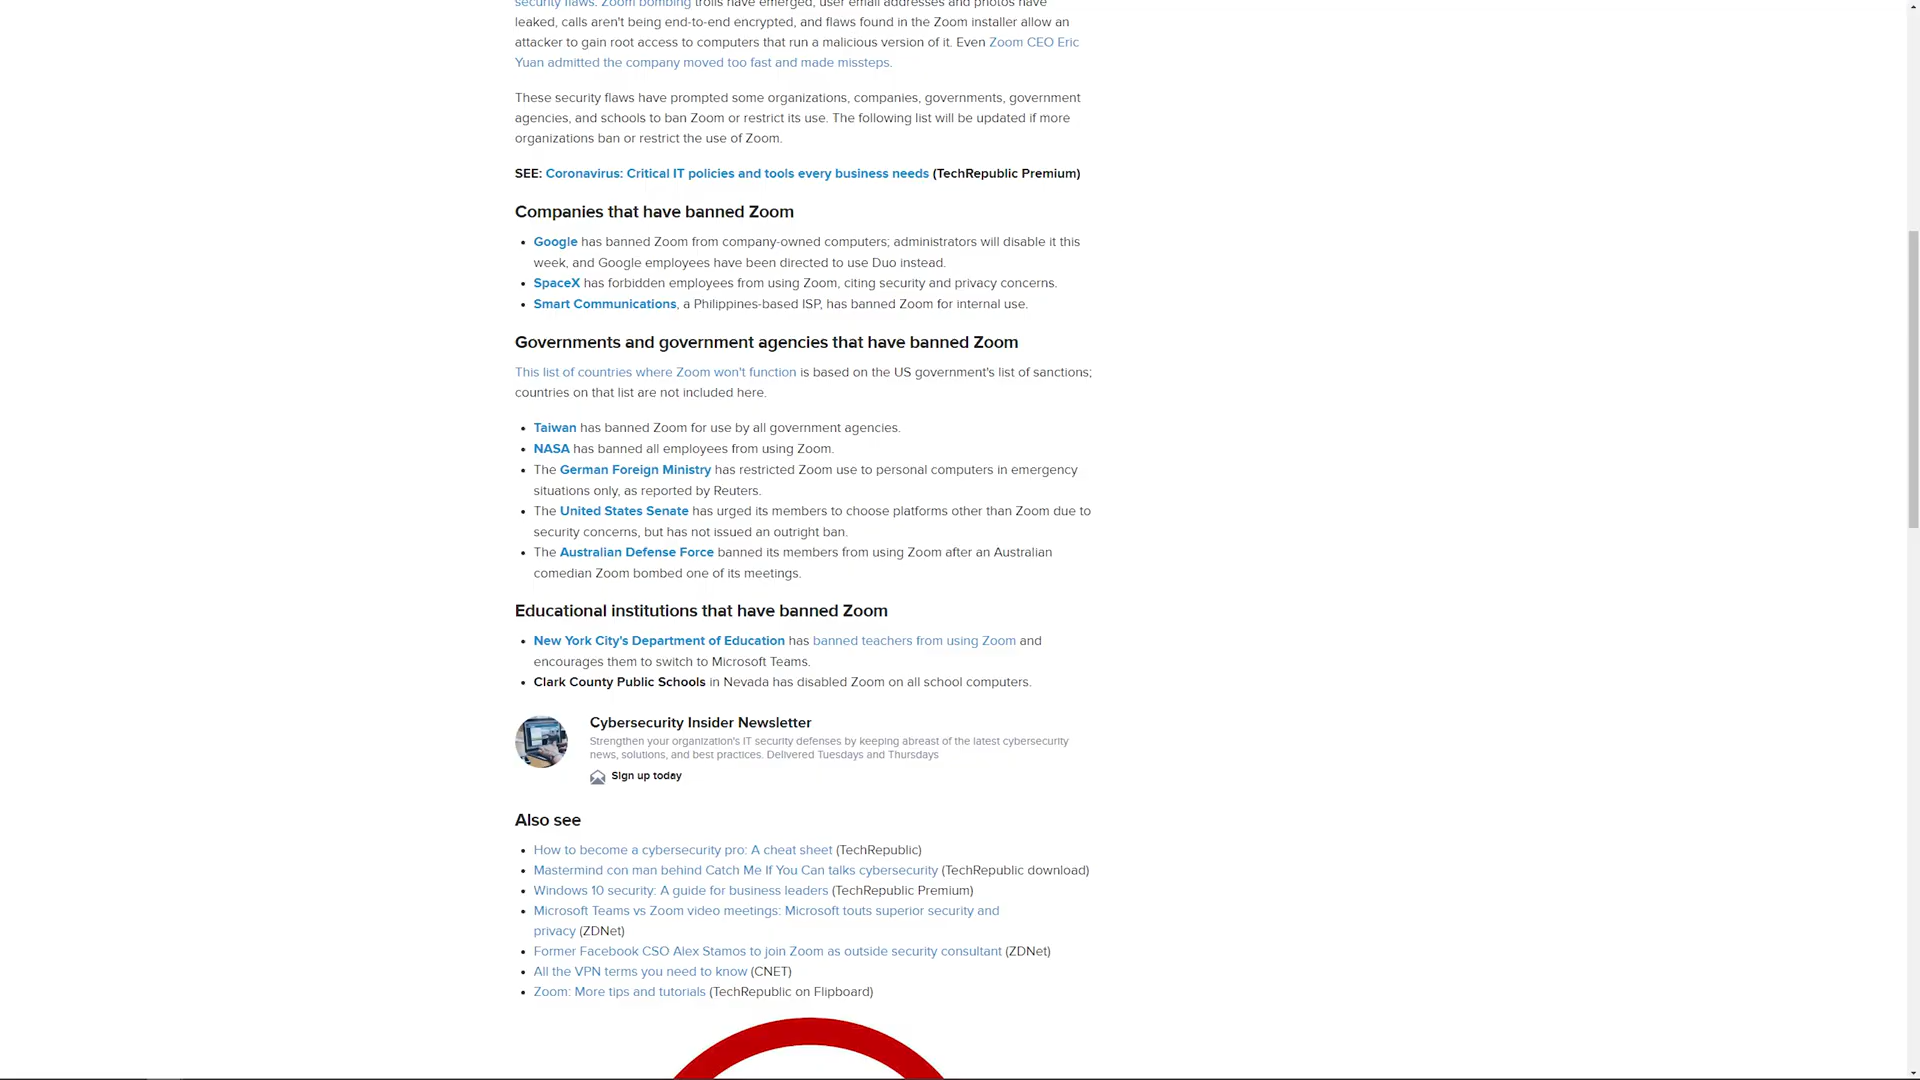 security flaws. Zoom bombing trolls have emerged, user email addresses and photos have
leaked, calls aren't being end-to-end encrypted, and flaws found in the Zoom installer allow an
attacker to gain root access to computers that run a malicious version of it. Even Zoom CEO Eric
Yuan admitted the company moved too fast and made missteps.
These security flaws have prompted some organizations, companies, governments, government
agencies, and schools to ban Zoom or restrict its use. The following list will be updated if more
organizations ban or restrict the use of Zoom.
SEE: Coronavirus: Critical IT policies and tools every business needs (TechRepublic Premium)
Companies that have banned Zoom
• Google has banned Zoom from company-owned computers; administrators will disable it this
week, and Google employees have been directed to use Duo instead.
• SpaceX has forbidden employees from using Zoom, citing security and privacy concerns.
• Smart Communications, a Philippines-based ISP, has banned Zoom for internal use.
Governments and government agencies that have banned Zoom
This list of countries where Zoom won't function is based on the US government's list of sanctions;
countries on that list are not included here.
• Taiwan has banned Zoom for use by all government agencies.
• NASA has banned all employees from using Zoom.
• The German Foreign Ministry has restricted Zoom use to personal computers in emergency
situations only, as reported by Reuters.
• The United States Senate has urged its members to choose platforms other than Zoom due to
security concerns, but has not issued an outright ban.
• The Australian Defense Force banned its members from using Zoom after an Australian
comedian Zoom bombed one of its meetings.
Educational institutions that have banned Zoom
• New York City's Department of Education has banned teachers from using Zoom and
encourages them to switch to Microsoft Teams.
• Clark County Public Schools in Nevada has disabled Zoom on all school computers.
Cybersecurity Insider Newsletter
Strengthen your organization's IT security defenses by keeping abreast of the latest cybersecurity
news, solutions, and best practices. Delivered Tuesdays and Thursdays
Sign up today
Also see
• How to become a cybersecurity pro: A cheat sheet (TechRepublic)
• Mastermind con man behind Catch Me If You Can talks cybersecurity (TechRepublic download)
• Windows 10 security: A guide for business leaders (TechRepublic Premium)
• Microsoft Teams vs Zoom video meetings: Microsoft touts superior security and
privacy (ZDNet)
• Former Facebook CSO Alex Stamos to join Zoom as outside security consultant (ZDNet)
• All the VPN terms you need to know (CNET)
• Zoom: More tips and tutorials (TechRepublic on Flipboard)